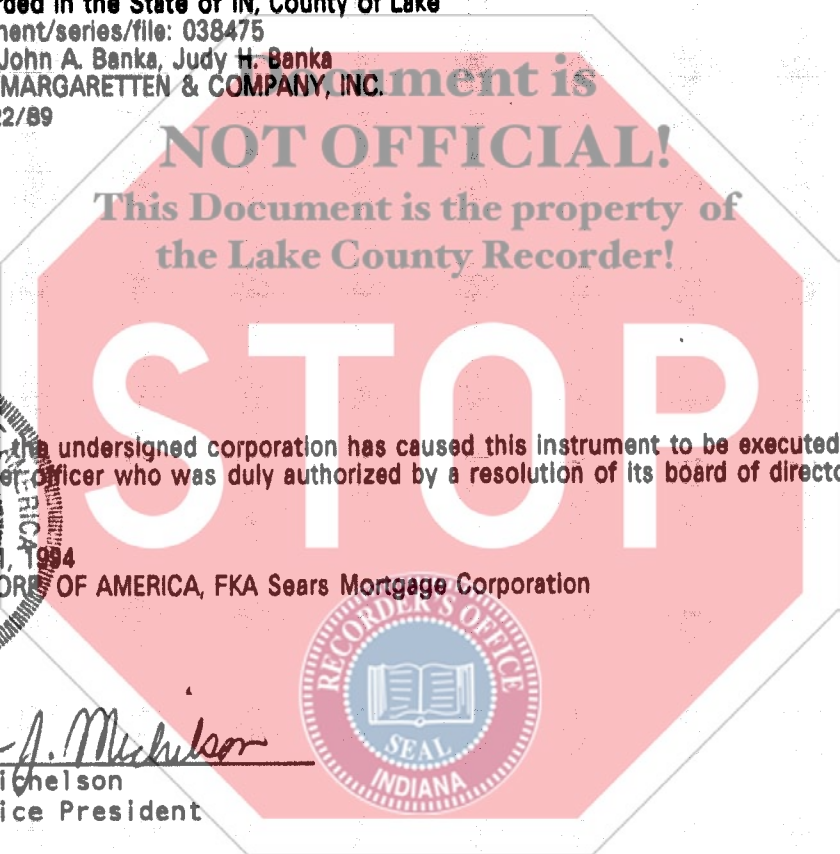 rded in the State of IN, County of Lake
nent/series/file: 038475
John A. Banka, Judy H. Banka
MARGARETTEN & COMPANY, INC.
22/89
Document is
NOT OFFICIAL!
This Document is the property of
the Lake County Recorder!
STOP
the undersigned corporation has caused this instrument to be executed
er officer who was duly authorized by a resolution of its board of directo
AMERICA
1, 1994
ORP OF AMERICA, FKA Sears Mortgage Corporation
RECORDER'S OFFICE
SEAL
INDIANA
J. Michelson
ichelson
ice President